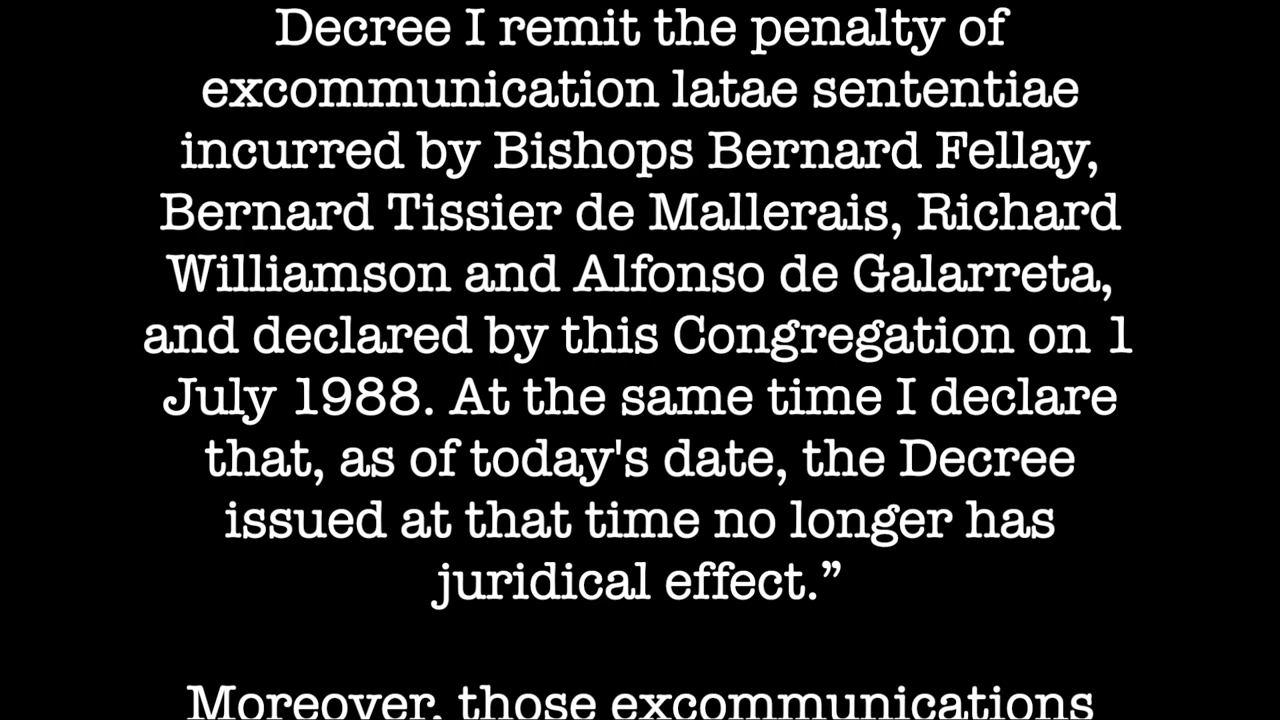 Decree I remit the penalty of
excommunication latae sententiae
incurred by Bishops Bernard Fellay,
Bernard Tissier de Mallerais, Richard
Williamson and Alfonso de Galarreta,
and declared by this Congregation on 1
July 1988. At the same time I declare
that, as of today's date, the Decree
issued at that time no longer has
juridical effect.”
Moreover, those excommunications